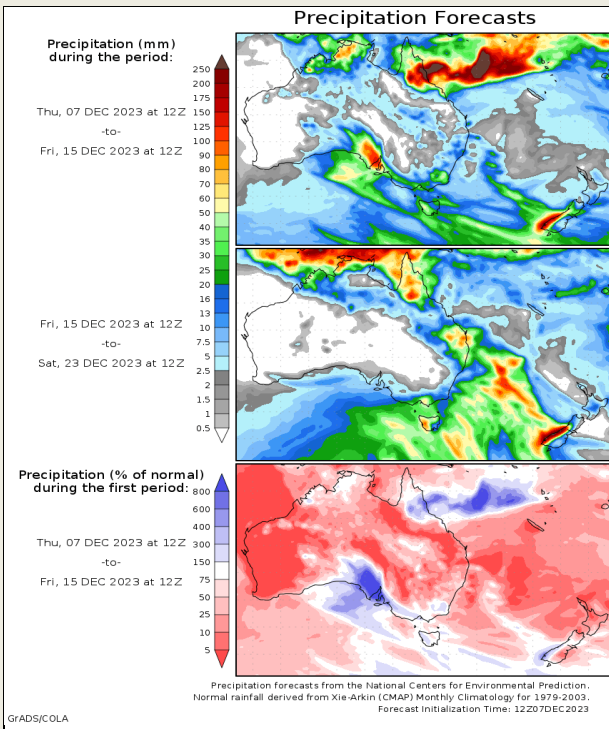 Precipitation Forecasts
Precipitation (mm)
during the period:
Thu, 07 DEC 2023 at 12Z
-to-
Fri, 15 DEC 2023 at 12Z
250
200
175
150
125
100
90
80
70
60
50
40
35
30
25
20
16
13
10
7.5
5
2.5
2
1.5
1
0.5
Fri, 15 DEC 2023 at 12Z
-to-
Sat, 23 DEC 2023 at 12Z
Precipitation (% of normal)
during the first period:
Thu, 07 DEC 2023 at 12Z
-to-
Fri, 15 DEC 2023 at 12Z
800
600
400
300
150
75
50
25
10
5
Precipitation forecasts from the National Centers for Environmental Prediction.
Normal rainfall derived from Xie-Arkin (CMAP) Monthly Climatology for 1979-2003.
Forecast Initialization Time: 12Z07DEC2023
GrADS/COLA